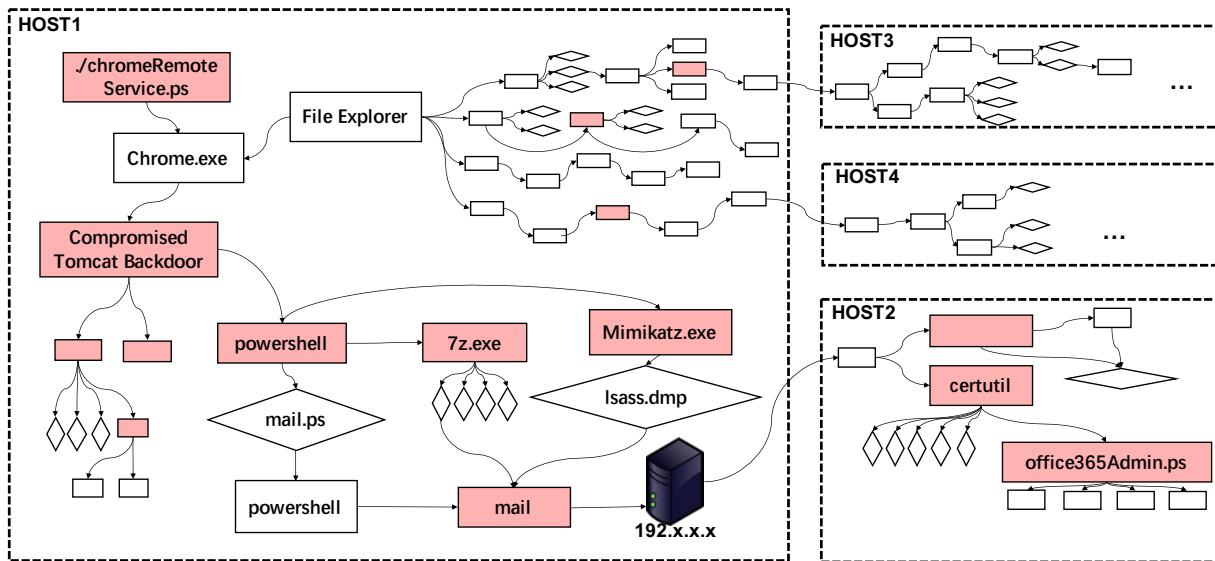 HOST1
./chromeRemote
Service.ps
File Explorer
Chrome.exe
Compromised
Tomcat Backdoor
powershell
7z.exe
Mimikatz.exe
mail.ps
lsass.dmp
powershell
mail
192.x.x.x
HOST3
...
HOST4
...
HOST2
certutil
office365Admin.ps